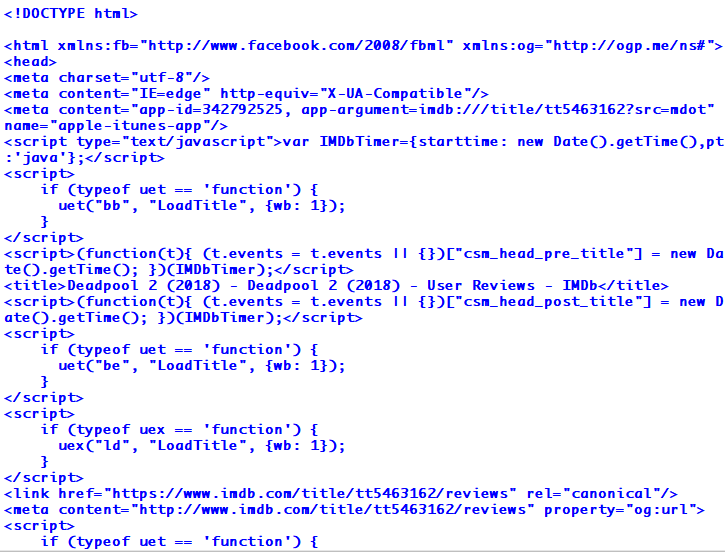 <!DOCTYPE html>

<html xmlns:fb="http://www.facebook.com/2008/fbml" xmlns:og="http://ogp.me/ns#">
<head>
<meta charset="utf-8"/>
<meta content="IE=edge" http-equiv="X-UA-Compatible"/>
<meta content="app-id=342792525, app-argument=imdb:///title/tt5463162?src=mdot"
name="apple-itunes-app"/>
<script type="text/javascript">var IMDbTimer={starttime: new Date().getTime(),pt
:'java'};</script>
<script>
    if (typeof uet == 'function') {
      uet("bb", "LoadTitle", {wb: 1});
    }
</script>
<script>(function(t){ (t.events = t.events || {})["csm_head_pre_title"] = new Da
te().getTime(); })(IMDbTimer);</script>
<title>Deadpool 2 (2018) - Deadpool 2 (2018) - User Reviews - IMDb</title>
<script>(function(t){ (t.events = t.events || {})["csm_head_post_title"] = new D
ate().getTime(); })(IMDbTimer);</script>
<script>
    if (typeof uet == 'function') {
      uet("be", "LoadTitle", {wb: 1});
    }
</script>
<script>
    if (typeof uex == 'function') {
      uex("ld", "LoadTitle", {wb: 1});
    }
</script>
<link href="https://www.imdb.com/title/tt5463162/reviews" rel="canonical"/>
<meta content="http://www.imdb.com/title/tt5463162/reviews" property="og:url">
<script>
    if (typeof uet == 'function') {